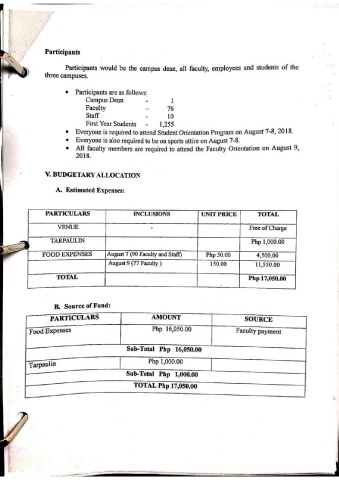 Participants
Participants would be the campus dean, all faculty, employees and students of the
three campuses.
• Participants are as follows:
Campus Dean - 1
Faculty - 76
Staff - 10
First Year Students - 1,255
• Everyone is required to attend Student Orientation Program on August 7-8, 2018.
• Everyone is also required to be on sports attire on August 7-8.
• All faculty members are required to attend the Faculty Orientation on August 9,
2018.
V. BUDGETARY ALLOCATION
A. Estimated Expenses:
PARTICULARS INCLUSIONS UNIT PRICE TOTAL
VENUE - Free of Charge
TARPAULIN Php 1,000.00
FOOD EXPENSES August 7 (90 Faculty and Staff) Php 50.00 4,500.00
August 9 (77 Faculty ) 150.00 11,550.00
TOTAL Php 17,050.00
B. Source of Fund:
PARTICULARS AMOUNT SOURCE
Food Expenses Php 16,050.00 Faculty payment
Sub-Total Php 16,050.00
Tarpaulin Php 1,000.00
Sub-Total Php 1,000.00
TOTAL Php 17,050.00